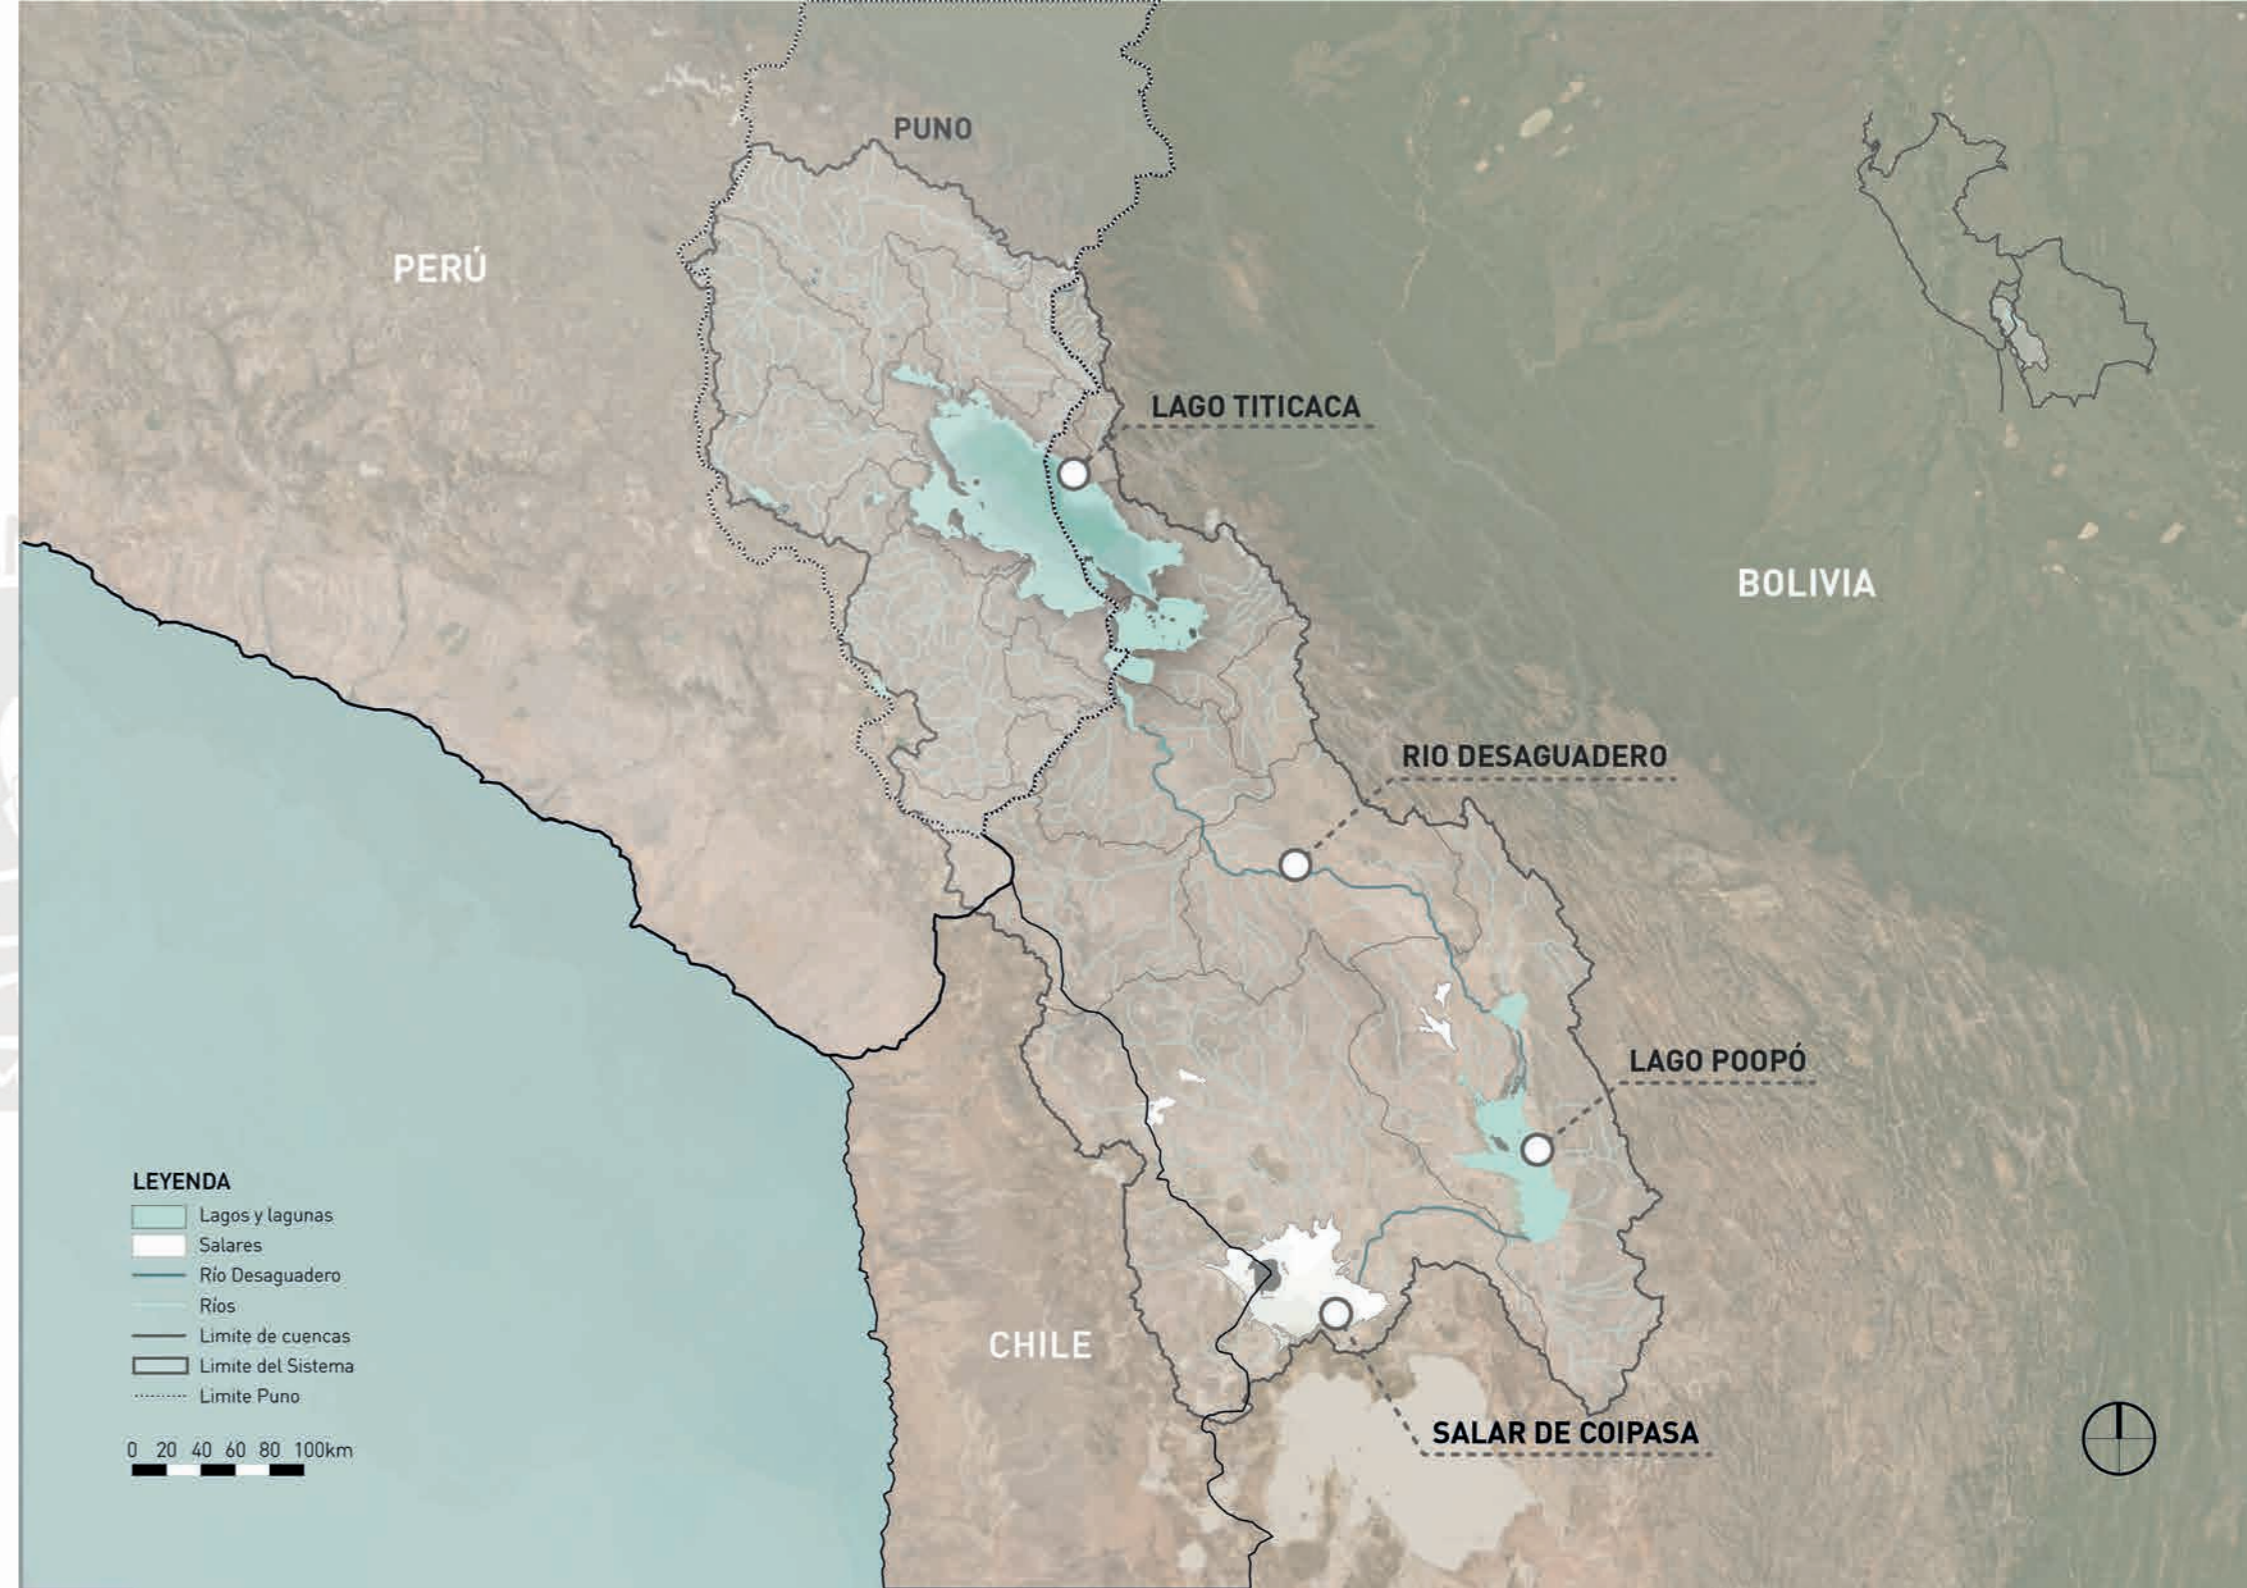 PUNO
PERÚ
LAGO TITICACA
BOLIVIA
RIO DESAGUADERO
LAGO POOPÓ
CHILE
SALAR DE COIPASA
LEYENDA
Lagos y lagunas
Salares
Río Desaguadero
Ríos
Limite de cuencas
Limite del Sistema
Limite Puno
0 20 40 60 80 100km